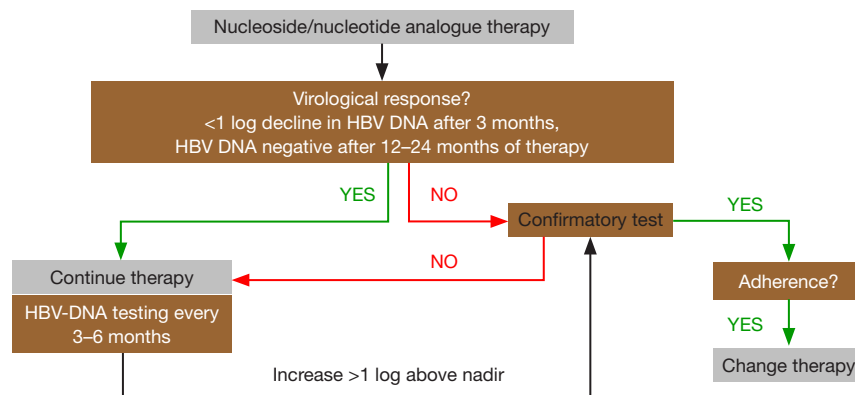 Nucleoside/nucleotide analogue therapy
Virological response?
<1 log decline in HBV DNA after 3 months,
HBV DNA negative after 12–24 months of therapy
YES
NO
Confirmatory test
YES
Continue therapy
NO
Adherence?
HBV-DNA testing every
3–6 months
YES
Change therapy
Increase >1 log above nadir